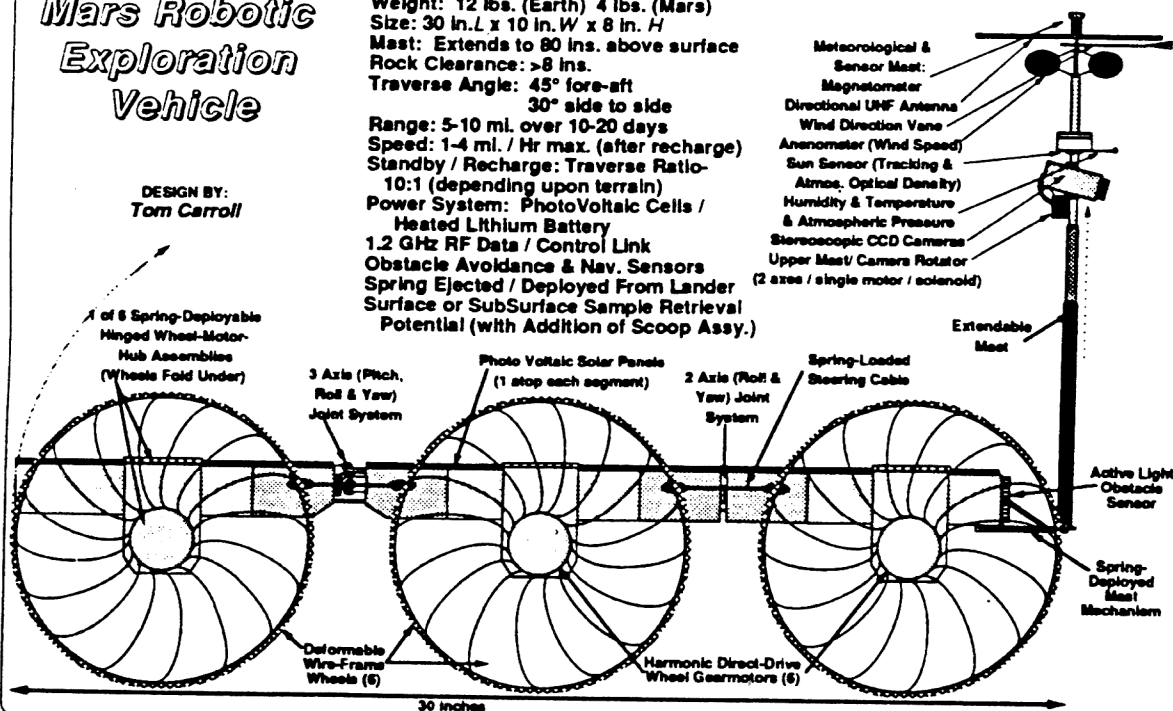 Mars Robotic
Exploration
Vehicle
DESIGN BY:
Tom Carroll
Weight: 12 lbs. (Earth) 4 lbs. (Mars)
Size: 30 in.L x 10 in.W x 8 in. H
Mast: Extends to 80 ins. above surface
Rock Clearance: >8 ins.
Traverse Angle: 45° fore-aft
30° side to side
Range: 5-10 mi. over 10-20 days
Speed: 1-4 mi. / Hr max. (after recharge)
Standby / Recharge: Traverse Ratio-
10:1 (depending upon terrain)
Power System: PhotoVoltaic Cells /
Heated Lithium Battery
1.2 GHz RF Data / Control Link
Obstacle Avoidance & Nav. Sensors
Spring Ejected / Deployed From Lander
Surface or SubSurface Sample Retrieval
Potential (with Addition of Scoop Assy.)
Meteorological &
Sensor Mast:
Magnetometer
Directional UHF Antenna
Wind Direction Vane
Anenometer (Wind Speed)
Sun Sensor (Tracking &
Atmos. Optical Density)
Humidity & Temperature
& Atmospheric Pressure
Stereoscopic CCD Cameras
Upper Mast/ Camera Rotator
(2 axes / single motor / solenoid)
Extendable
Mast
1 of 6 Spring-Deployable
Hinged Wheel-Motor-
Hub Assemblies
(Wheels Fold Under)
3 Axis (Pitch,
Roll & Yaw)
Joint System
Photo Voltaic Solar Panels
(1 atop each segment)
2 Axis (Roll &
Yaw) Joint
System
Spring-Loaded
Steering Cable
Active Light
Obstacle
Sensor
Spring-
Deployed
Mast
Mechanism
Deformable
Wire-Frame
Wheels (6)
Harmonic Direct-Drive
Wheel Gearmotors (6)
30 inches